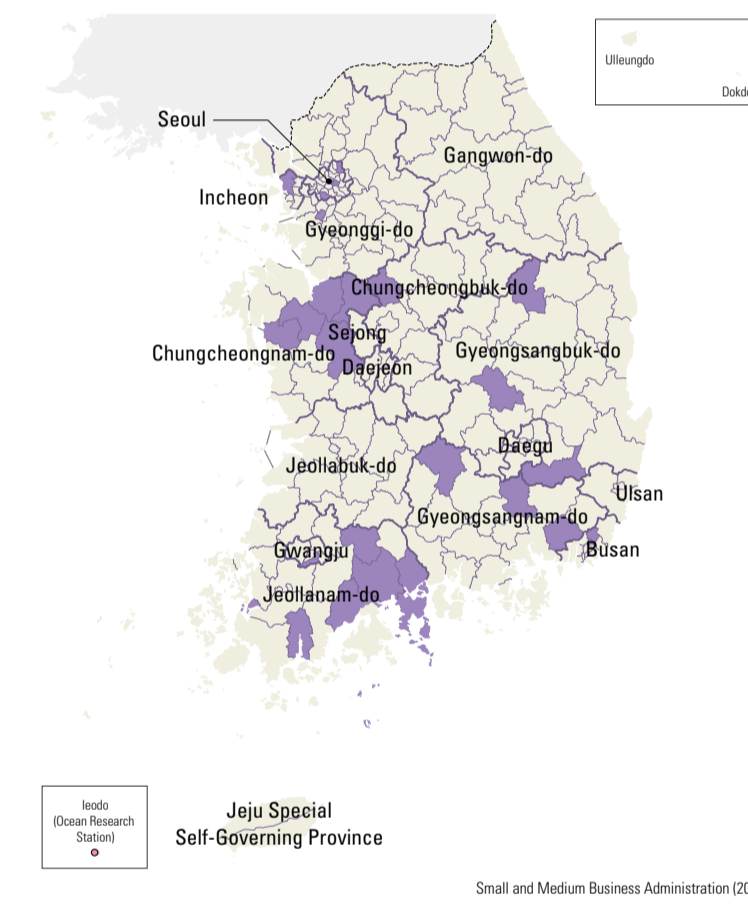 Ulleungdo
Seoul
Gangwon-do
Incheon
Gyeonggi-do
Chungcheongbuk-do
Sejong
Chungcheongnam-do
Gyeongsangbuk-do
Daejeon
Daegu
Jeollabuk-do
Ulsan
Gyeongsangnam-do
Gwangju
Busan
Jeollanam-do
Ieodo
(Ocean Research
Station)
Jeju Special
Self-Governing Province
Small and Medium Business Administration